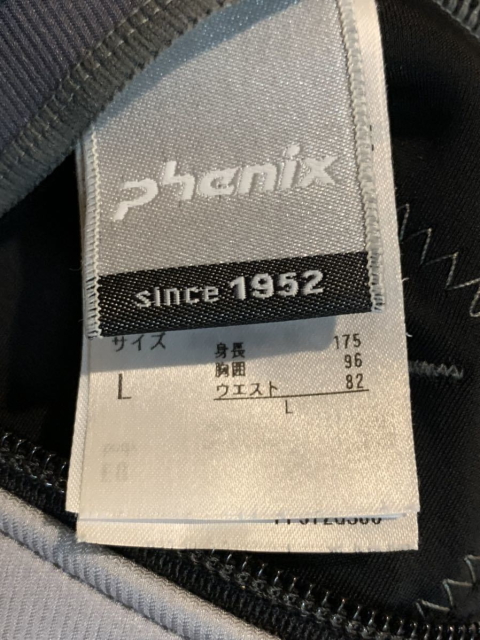 phenix
since 1952
サイズ
L
身長 175
胸囲 96
ウエスト 82
L